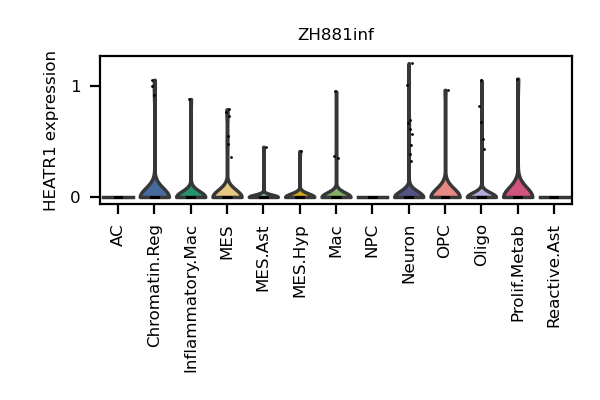 ZH881inf
HEATR1 expression
1
0
AC
Chromatin.Reg
Inflammatory.Mac
MES
MES.Ast
MES.Hyp
Mac
NPC
Neuron
OPC
Oligo
Prolif.Metab
Reactive.Ast